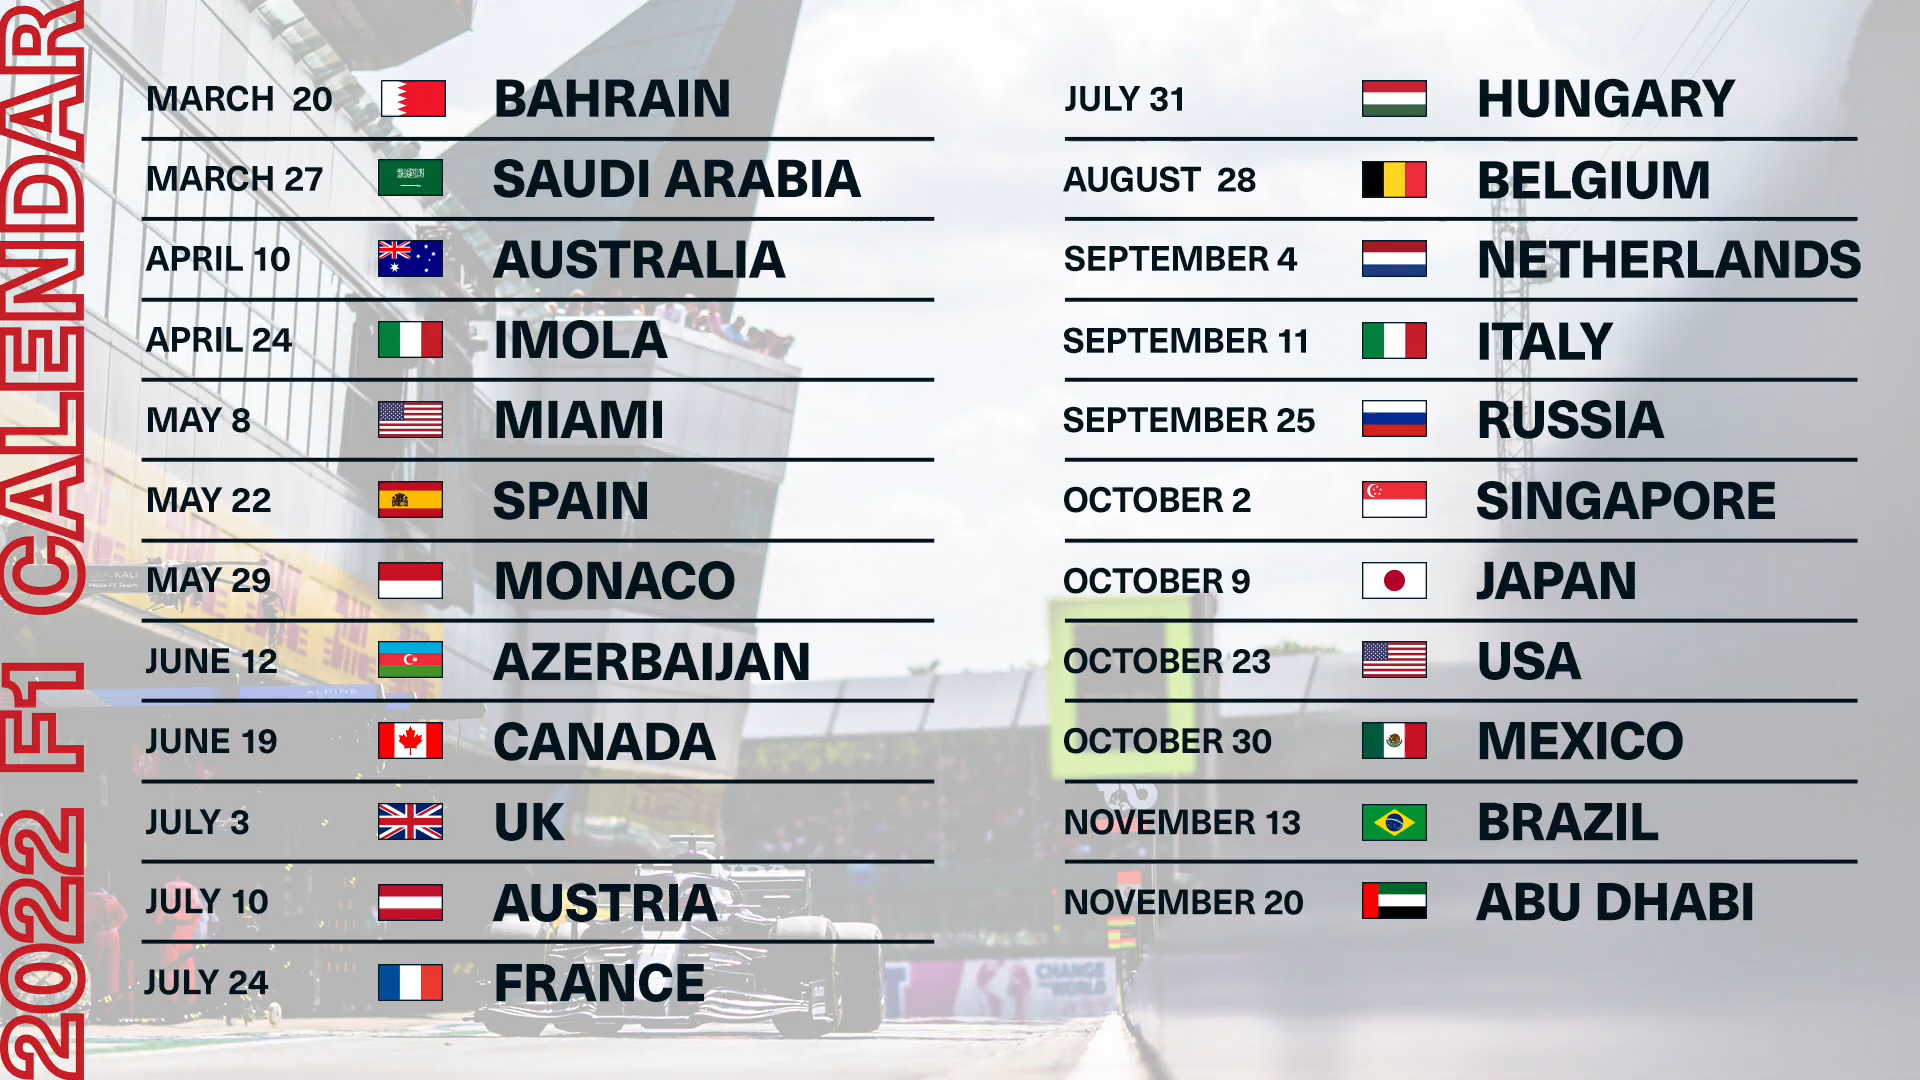 2022 F1 CALENDAR
MARCH 20 BAHRAIN
MARCH 27 SAUDI ARABIA
APRIL 10 AUSTRALIA
APRIL 24 IMOLA
MAY 8 MIAMI
MAY 22 SPAIN
MAY 29 MONACO
JUNE 12 AZERBAIJAN
JUNE 19 CANADA
JULY 3 UK
JULY 10 AUSTRIA
JULY 24 FRANCE
JULY 31 HUNGARY
AUGUST 28 BELGIUM
SEPTEMBER 4 NETHERLANDS
SEPTEMBER 11 ITALY
SEPTEMBER 25 RUSSIA
OCTOBER 2 SINGAPORE
OCTOBER 9 JAPAN
OCTOBER 23 USA
OCTOBER 30 MEXICO
NOVEMBER 13 BRAZIL
NOVEMBER 20 ABU DHABI
ALPINE
CHANGE
WORLD